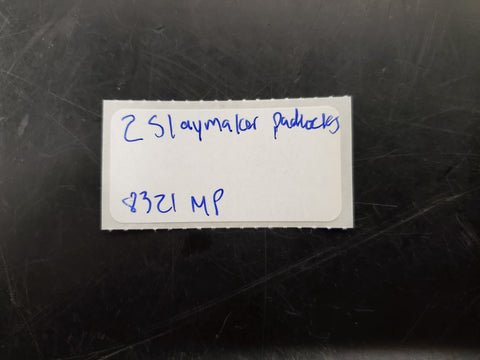 2 Slaymaker padlocks
8321 MP